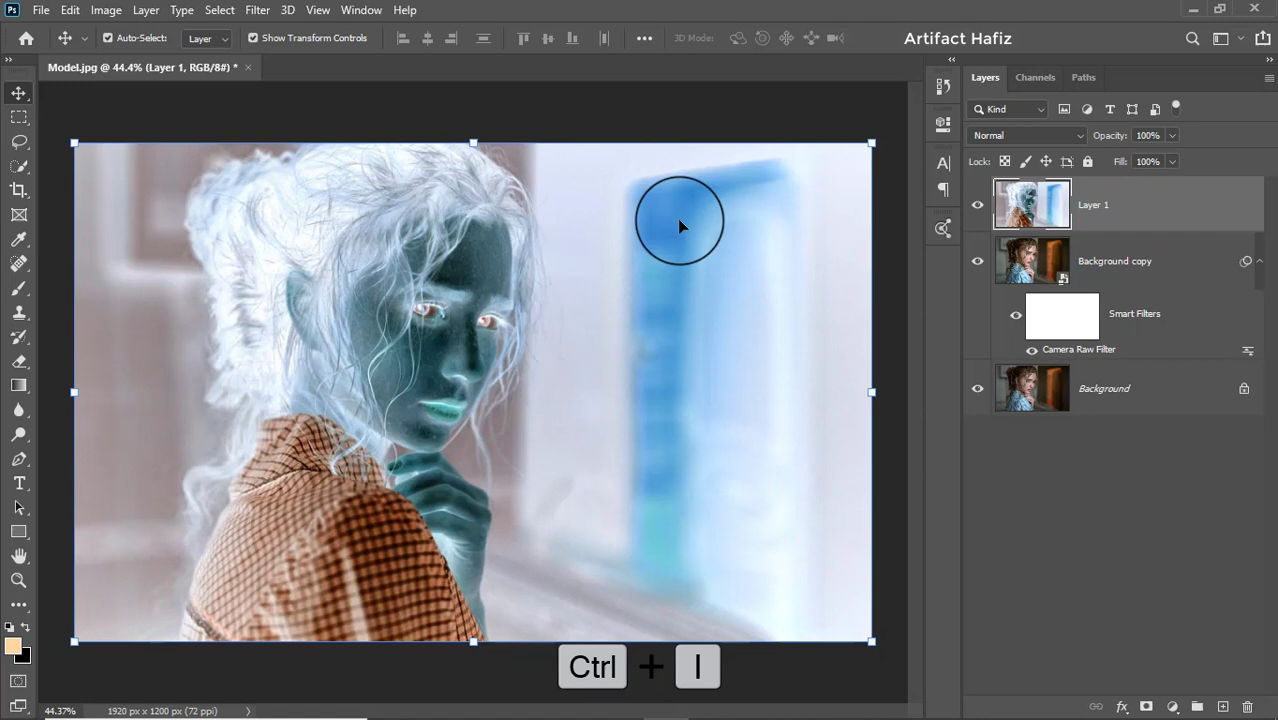 Ps File Edit Image Layer Type Select Filter 3D View Window Help
Auto-Select: Layer Show Transform Controls 3D Mode: Artifact Hafiz
Model.jpg @ 44.4% (Layer 1, RGB/8#) *
Layers Channels Paths
Kind
Normal Opacity: 100%
Lock: Fill: 100%
Layer 1
Background copy
Smart Filters
Camera Raw Filter
Background
Ctrl + I
44.37% 1920 px x 1200 px (72 ppi)